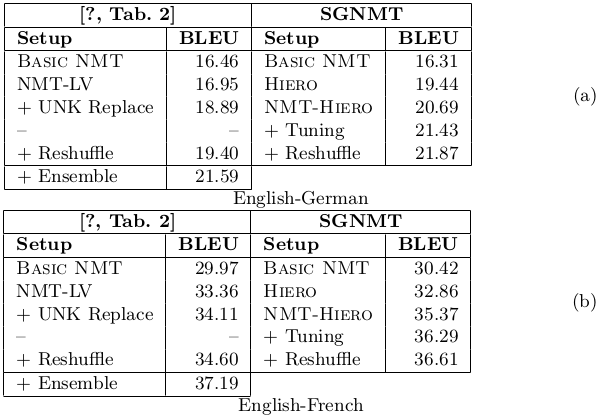 [?, Tab. 2] SGNMT
Setup BLEU Setup BLEU
BASIC NMT 16.46 BASIC NMT 16.31
NMT-LV 16.95 HIERO 19.44
+ UNK Replace 18.89 NMT-HIERO 20.69
– – + Tuning 21.43
+ Reshuffle 19.40 + Reshuffle 21.87
+ Ensemble 21.59
(a)
English-German
[?, Tab. 2] SGNMT
Setup BLEU Setup BLEU
BASIC NMT 29.97 BASIC NMT 30.42
NMT-LV 33.36 HIERO 32.86
+ UNK Replace 34.11 NMT-HIERO 35.37
– – + Tuning 36.29
+ Reshuffle 34.60 + Reshuffle 36.61
+ Ensemble 37.19
(b)
English-French